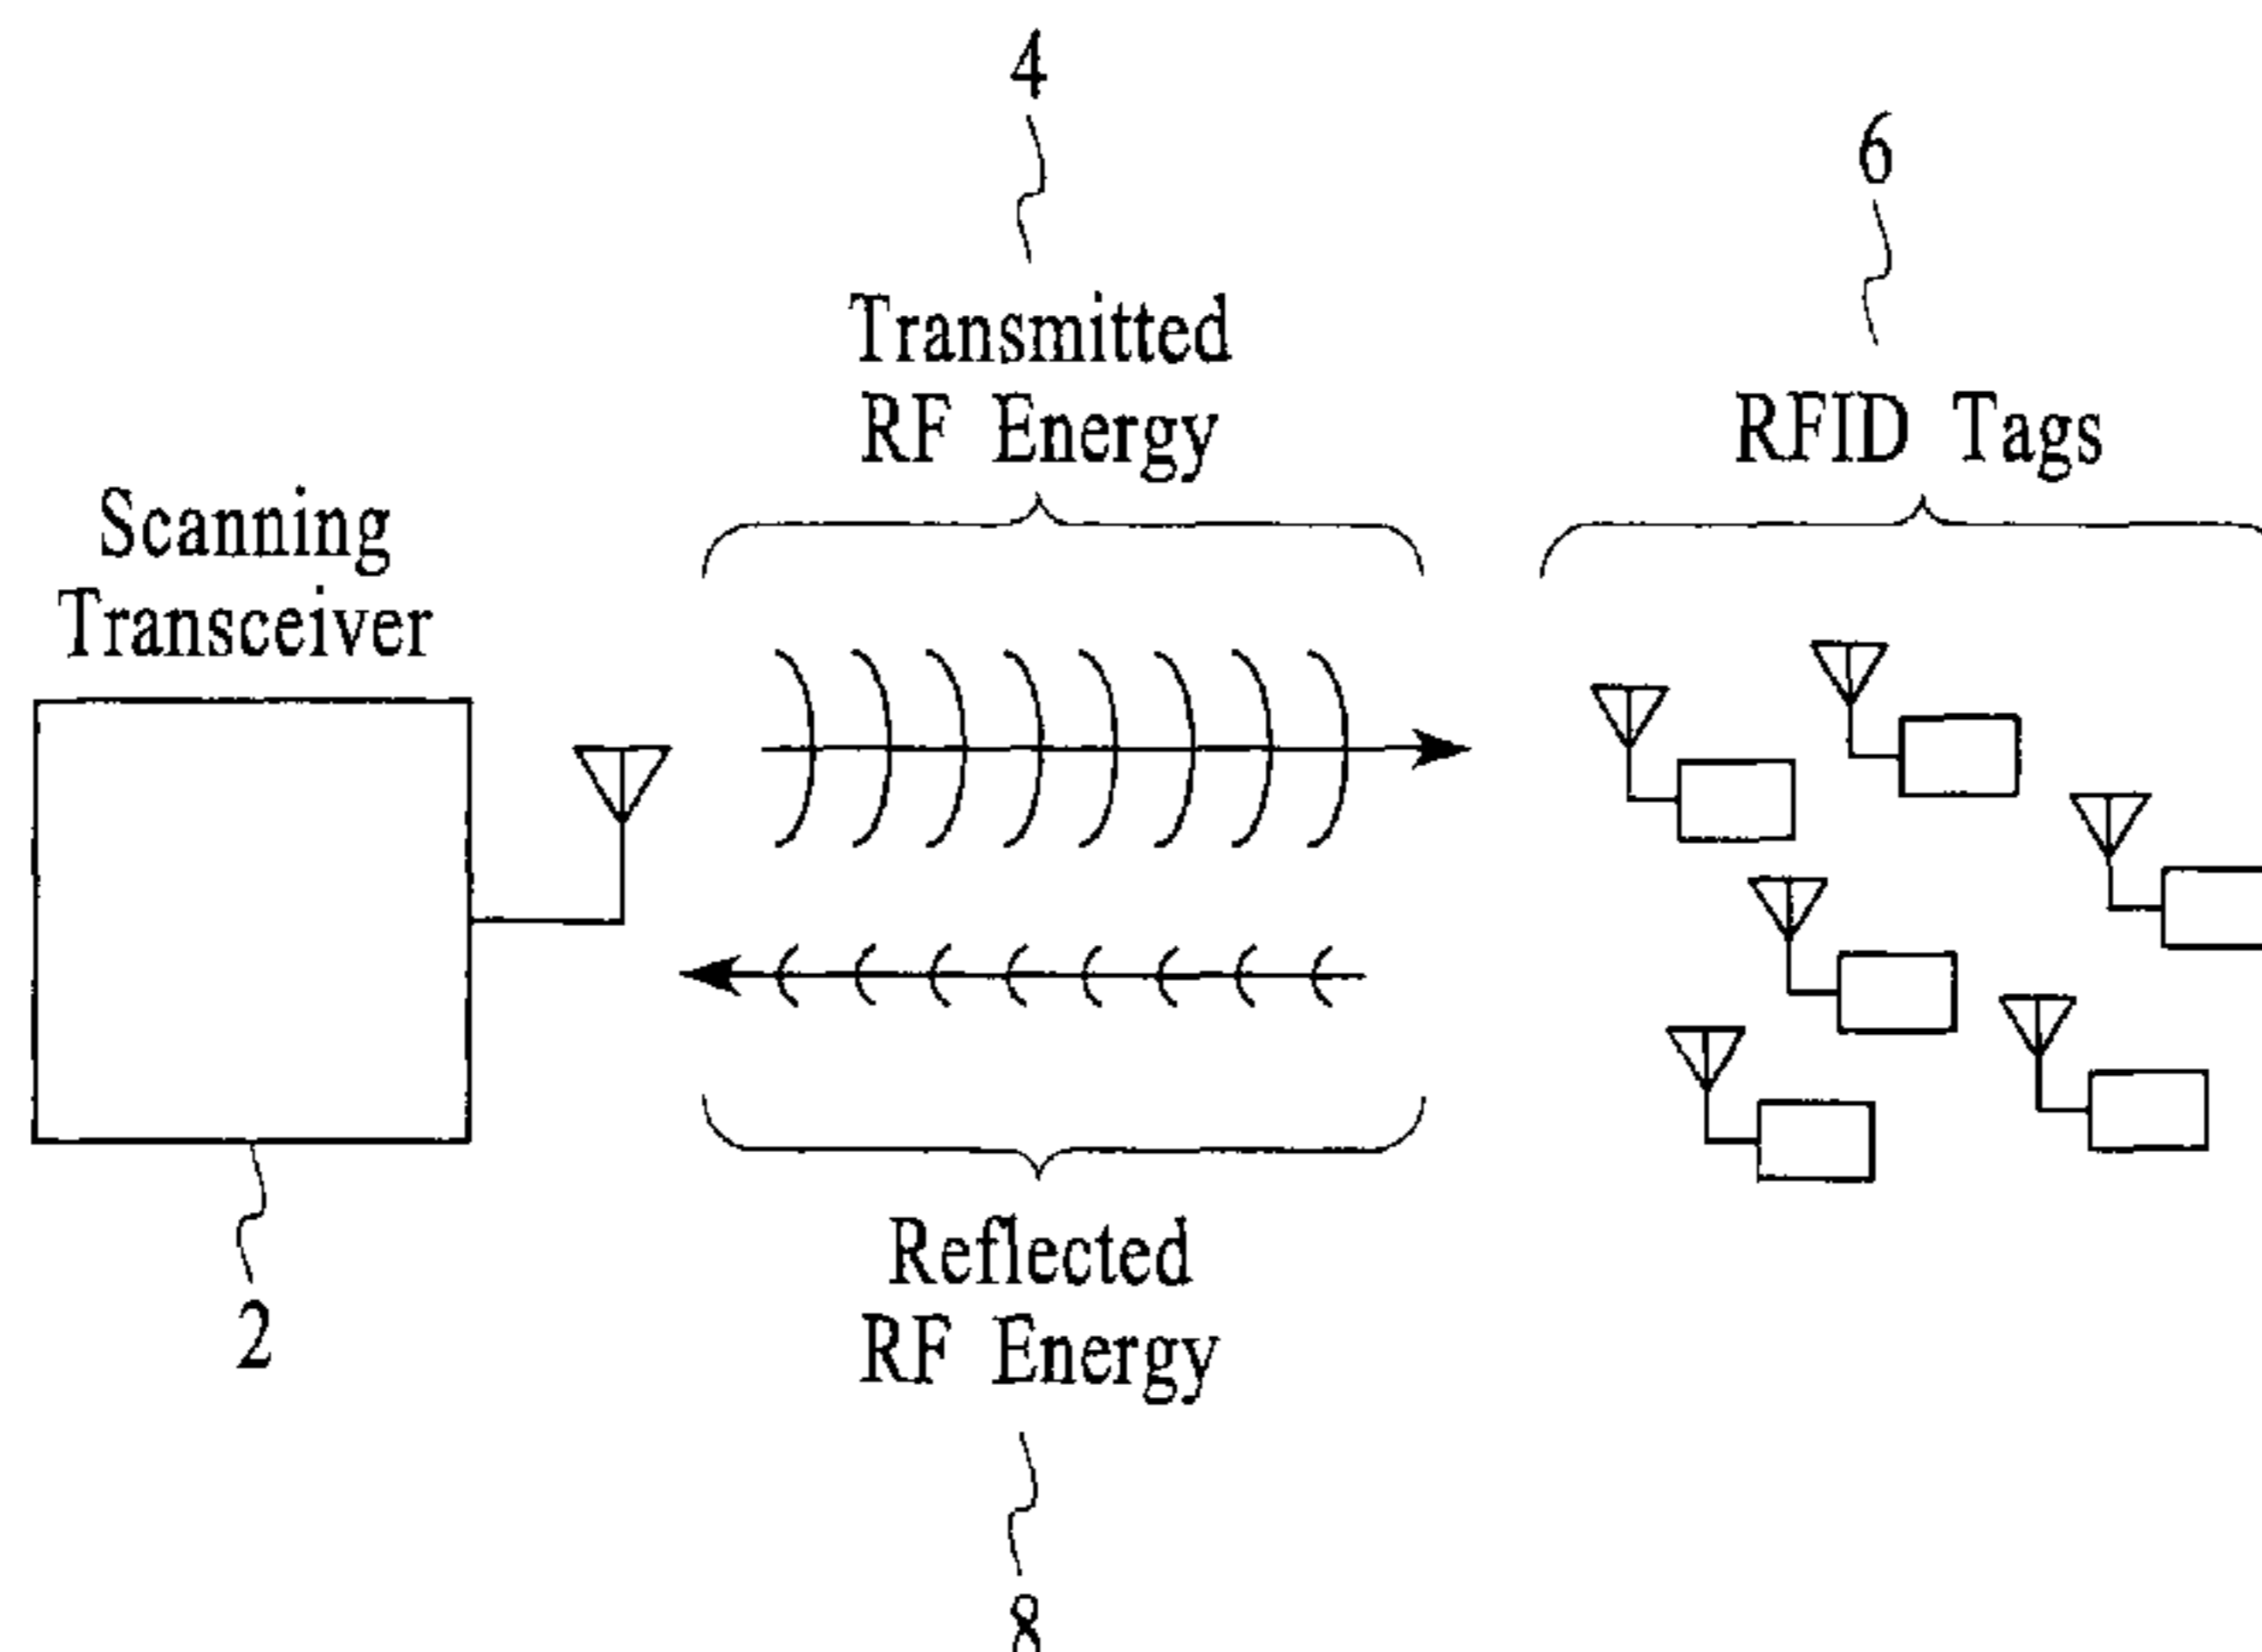 4
6
Transmitted
RF Energy
RFID Tags
Scanning
Transceiver
2
Reflected
RF Energy
8